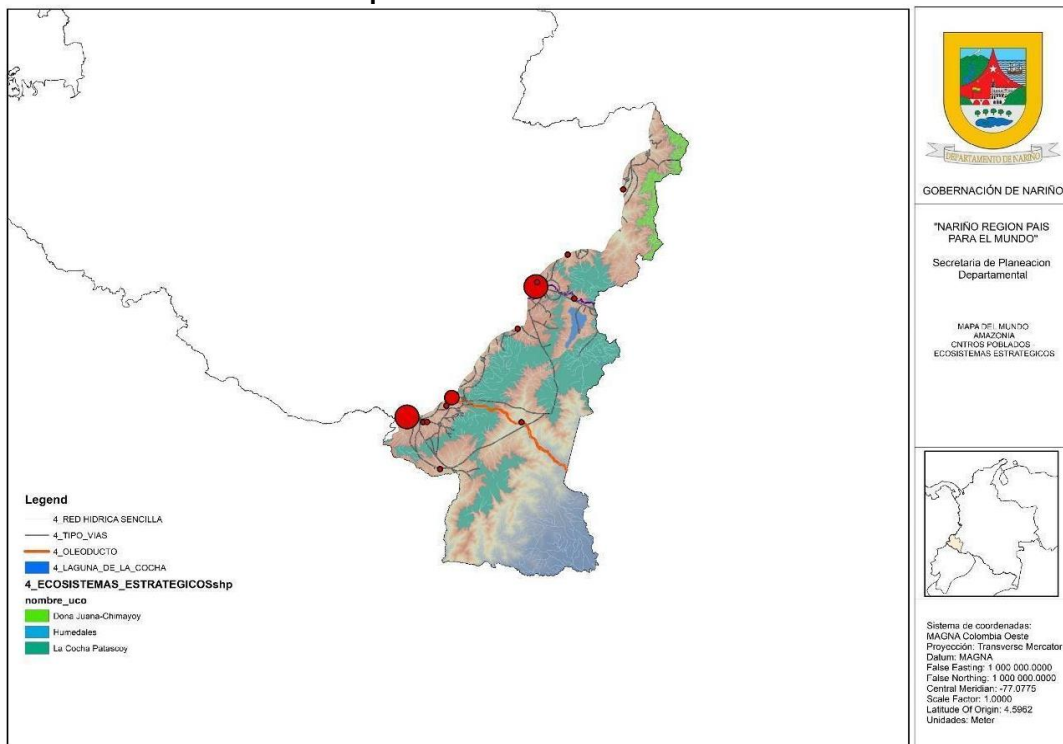 DEPARTAMENTO DE NARIÑO
GOBERNACIÓN DE NARIÑO
"NARIÑO REGION PAIS
PARA EL MUNDO"
Secretaria de Planeacion
Departamental
MAPA DEL MUNDO
AMAZONIA
CNTROS POBLADOS
ECOSISTEMAS ESTRATEGICOS
Legend
4_RED HIDRICA SENCILLA
4_TIPO_VIAS
4_OLEODUCTO
4_LAGUNA_DE_LA_COCHA
4_ECOSISTEMAS_ESTRATEGICOSshp
nombre_uco
Dona Juana-Chimayoy
Humedales
La Cocha Patascoy
Sistema de coordenadas:
MAGNA Colombia Oeste
Proyección: Transverse Mercator
Datum: MAGNA
False Easting: 1 000 000.0000
False Northing: 1 000 000.0000
Central Meridian: -77.0775
Scale Factor: 1.0000
Latitude Of Origin: 4.5962
Unidades: Meter